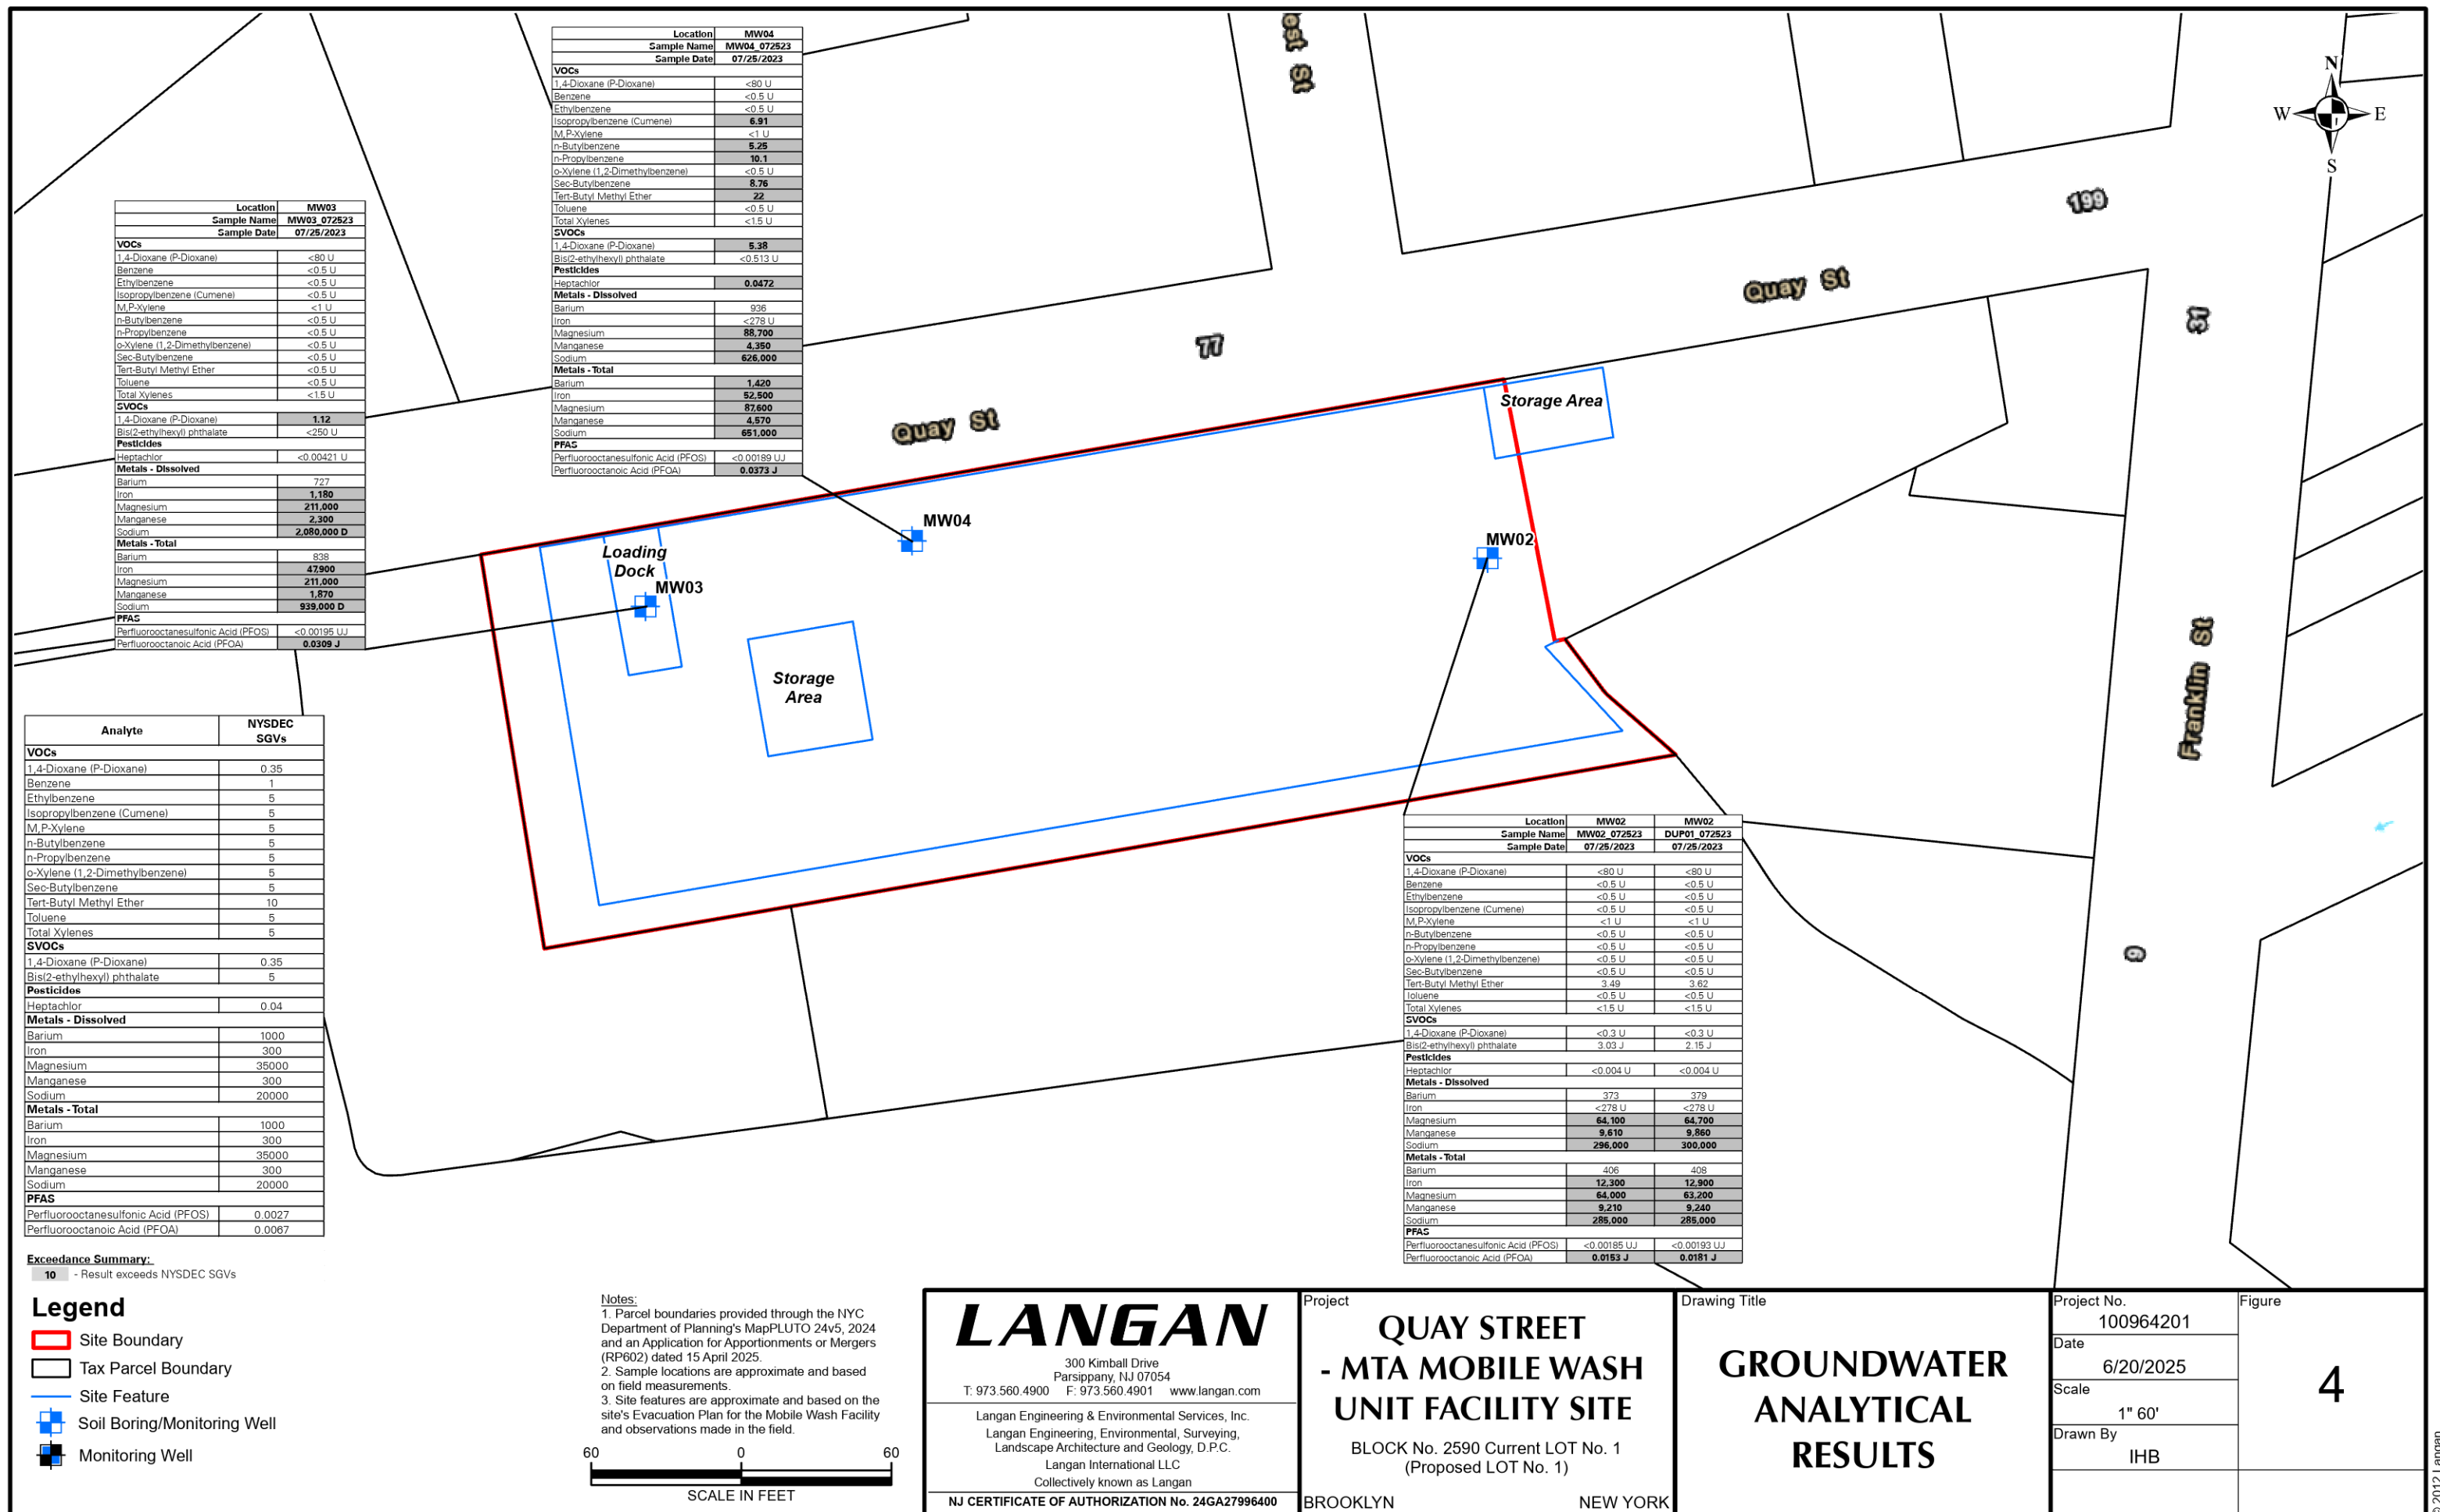 Location MW04
Sample Name MW04_072523
Sample Date 07/25/2023
VOCs
1,4-Dioxane (P-Dioxane) <80 U
Benzene <0.5 U
Ethylbenzene <0.5 U
Isopropylbenzene (Cumene) 6.91
M,P-Xylene <1 U
n-Butylbenzene 5.25
n-Propylbenzene 10.1
o-Xylene (1,2-Dimethylbenzene) <0.5 U
Sec-Butylbenzene 8.76
Tert-Butyl Methyl Ether 22
Toluene <0.5 U
Total Xylenes <1.5 U
SVOCs
1,4-Dioxane (P-Dioxane) 5.38
Bis(2-ethylhexyl) phthalate <0.513 U
Pesticides
Heptachlor 0.0472
Metals - Dissolved
Barium 936
Iron <278 U
Magnesium 88,700
Manganese 4,350
Sodium 626,000
Metals - Total
Barium 1,420
Iron 52,500
Magnesium 87,600
Manganese 4,570
Sodium 651,000
PFAS
Perfluorooctanesulfonic Acid (PFOS) <0.00189 UJ
Perfluorooctanoic Acid (PFOA) 0.0373 J
est St
N
W E
S
199
Quay St
31
77
Quay St
Franklin St
9
Location MW03
Sample Name MW03_072523
Sample Date 07/25/2023
VOCs
1,4-Dioxane (P-Dioxane) <80 U
Benzene <0.5 U
Ethylbenzene <0.5 U
Isopropylbenzene (Cumene) <0.5 U
M,P-Xylene <1 U
n-Butylbenzene <0.5 U
n-Propylbenzene <0.5 U
o-Xylene (1,2-Dimethylbenzene) <0.5 U
Sec-Butylbenzene <0.5 U
Tert-Butyl Methyl Ether <0.5 U
Toluene <0.5 U
Total Xylenes <1.5 U
SVOCs
1,4-Dioxane (P-Dioxane) 1.12
Bis(2-ethylhexyl) phthalate <250 U
Pesticides
Heptachlor <0.00421 U
Metals - Dissolved
Barium 727
Iron 1,180
Magnesium 211,000
Manganese 2,300
Sodium 2,080,000 D
Metals - Total
Barium 838
Iron 47,900
Magnesium 211,000
Manganese 1,870
Sodium 939,000 D
PFAS
Perfluorooctanesulfonic Acid (PFOS) <0.00195 UJ
Perfluorooctanoic Acid (PFOA) 0.0309 J
Storage Area
MW04
MW02
Loading
Dock
MW03
Storage
Area
Analyte NYSDEC
SGVs
VOCs
1,4-Dioxane (P-Dioxane) 0.35
Benzene 1
Ethylbenzene 5
Isopropylbenzene (Cumene) 5
M,P-Xylene 5
n-Butylbenzene 5
n-Propylbenzene 5
o-Xylene (1,2-Dimethylbenzene) 5
Sec-Butylbenzene 5
Tert-Butyl Methyl Ether 10
Toluene 5
Total Xylenes 5
SVOCs
1,4-Dioxane (P-Dioxane) 0.35
Bis(2-ethylhexyl) phthalate 5
Pesticides
Heptachlor 0.04
Metals - Dissolved
Barium 1000
Iron 300
Magnesium 35000
Manganese 300
Sodium 20000
Metals - Total
Barium 1000
Iron 300
Magnesium 35000
Manganese 300
Sodium 20000
PFAS
Perfluorooctanesulfonic Acid (PFOS) 0.0027
Perfluorooctanoic Acid (PFOA) 0.0067
Location MW02 MW02
Sample Name MW02_072523 DUP01_072523
Sample Date 07/25/2023 07/25/2023
VOCs
1,4-Dioxane (P-Dioxane) <80 U <80 U
Benzene <0.5 U <0.5 U
Ethylbenzene <0.5 U <0.5 U
Isopropylbenzene (Cumene) <0.5 U <0.5 U
M,P-Xylene <1 U <1 U
n-Butylbenzene <0.5 U <0.5 U
n-Propylbenzene <0.5 U <0.5 U
o-Xylene (1,2-Dimethylbenzene) <0.5 U <0.5 U
Sec-Butylbenzene <0.5 U <0.5 U
Tert-Butyl Methyl Ether 3.49 3.62
Toluene <0.5 U <0.5 U
Total Xylenes <1.5 U <1.5 U
SVOCs
1,4-Dioxane (P-Dioxane) <0.3 U <0.3 U
Bis(2-ethylhexyl) phthalate 3.03 J 2.15 J
Pesticides
Heptachlor <0.004 U <0.004 U
Metals - Dissolved
Barium 373 379
Iron <278 U <278 U
Magnesium 64,100 64,700
Manganese 9,610 9,860
Sodium 296,000 300,000
Metals - Total
Barium 406 408
Iron 12,300 12,900
Magnesium 64,000 63,200
Manganese 9,210 9,240
Sodium 285,000 285,000
PFAS
Perfluorooctanesulfonic Acid (PFOS) <0.00185 UJ <0.00193 UJ
Perfluorooctanoic Acid (PFOA) 0.0153 J 0.0181 J
Exceedance Summary:
10 - Result exceeds NYSDEC SGVs
Legend
Site Boundary
Tax Parcel Boundary
Site Feature
Soil Boring/Monitoring Well
Monitoring Well
Notes:
1. Parcel boundaries provided through the NYC
Department of Planning's MapPLUTO 24v5, 2024
and an Application for Apportionments or Mergers
(RP602) dated 15 April 2025.
2. Sample locations are approximate and based
on field measurements.
3. Site features are approximate and based on the
site's Evacuation Plan for the Mobile Wash Facility
and observations made in the field.
60 0 60
SCALE IN FEET
LANGAN
300 Kimball Drive
Parsippany, NJ 07054
T: 973.560.4900 F: 973.560.4901 www.langan.com
Langan Engineering & Environmental Services, Inc.
Langan Engineering, Environmental, Surveying,
Landscape Architecture and Geology, D.P.C.
Langan International LLC
Collectively known as Langan
NJ CERTIFICATE OF AUTHORIZATION No. 24GA27996400
Project
QUAY STREET
- MTA MOBILE WASH
UNIT FACILITY SITE
BLOCK No. 2590 Current LOT No. 1
(Proposed LOT No. 1)
BROOKLYN NEW YORK
Drawing Title
GROUNDWATER
ANALYTICAL
RESULTS
Project No.
100964201
Date
6/20/2025
Scale
1" 60'
Drawn By
IHB
Figure
4
©2012 Langan